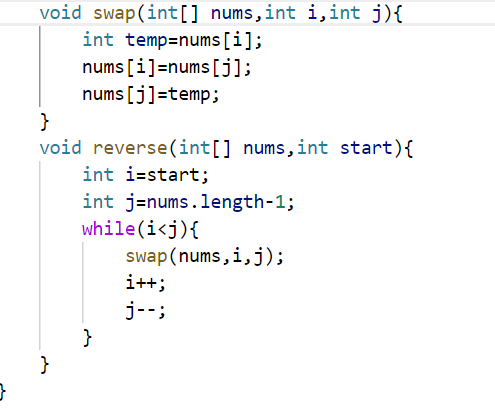 void swap(int[] nums,int i,int j){
int temp=nums[i];
nums[i]=nums[j];
nums[j]=temp;
}
void reverse(int[] nums,int start){
int i=start;
int j=nums.length-1;
while(i<j){
swap(nums,i,j);
i++;
j--;
}
}
}